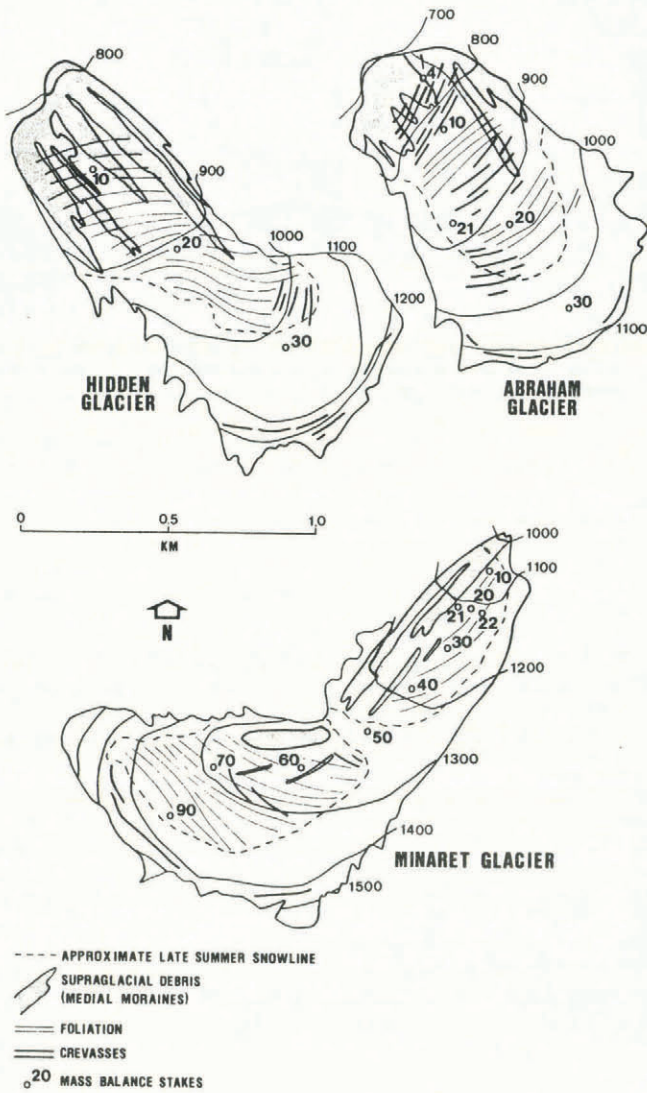 700
800
800
4
10
900
10
900
1000
1000
1100
20
21
20
1200
30
30
1100
HIDDEN
GLACIER
ABRAHAM
GLACIER
0 0.5 1.0
KM
N
1000
1100
10
20
21
22
30
1200
40
50
1300
70
60
90
1400
MINARET GLACIER
1500
APPROXIMATE LATE SUMMER SNOWLINE
SUPRAGLACIAL DEBRIS
(MEDIAL MORAINES)
FOLIATION
CREVASSES
20 MASS BALANCE STAKES